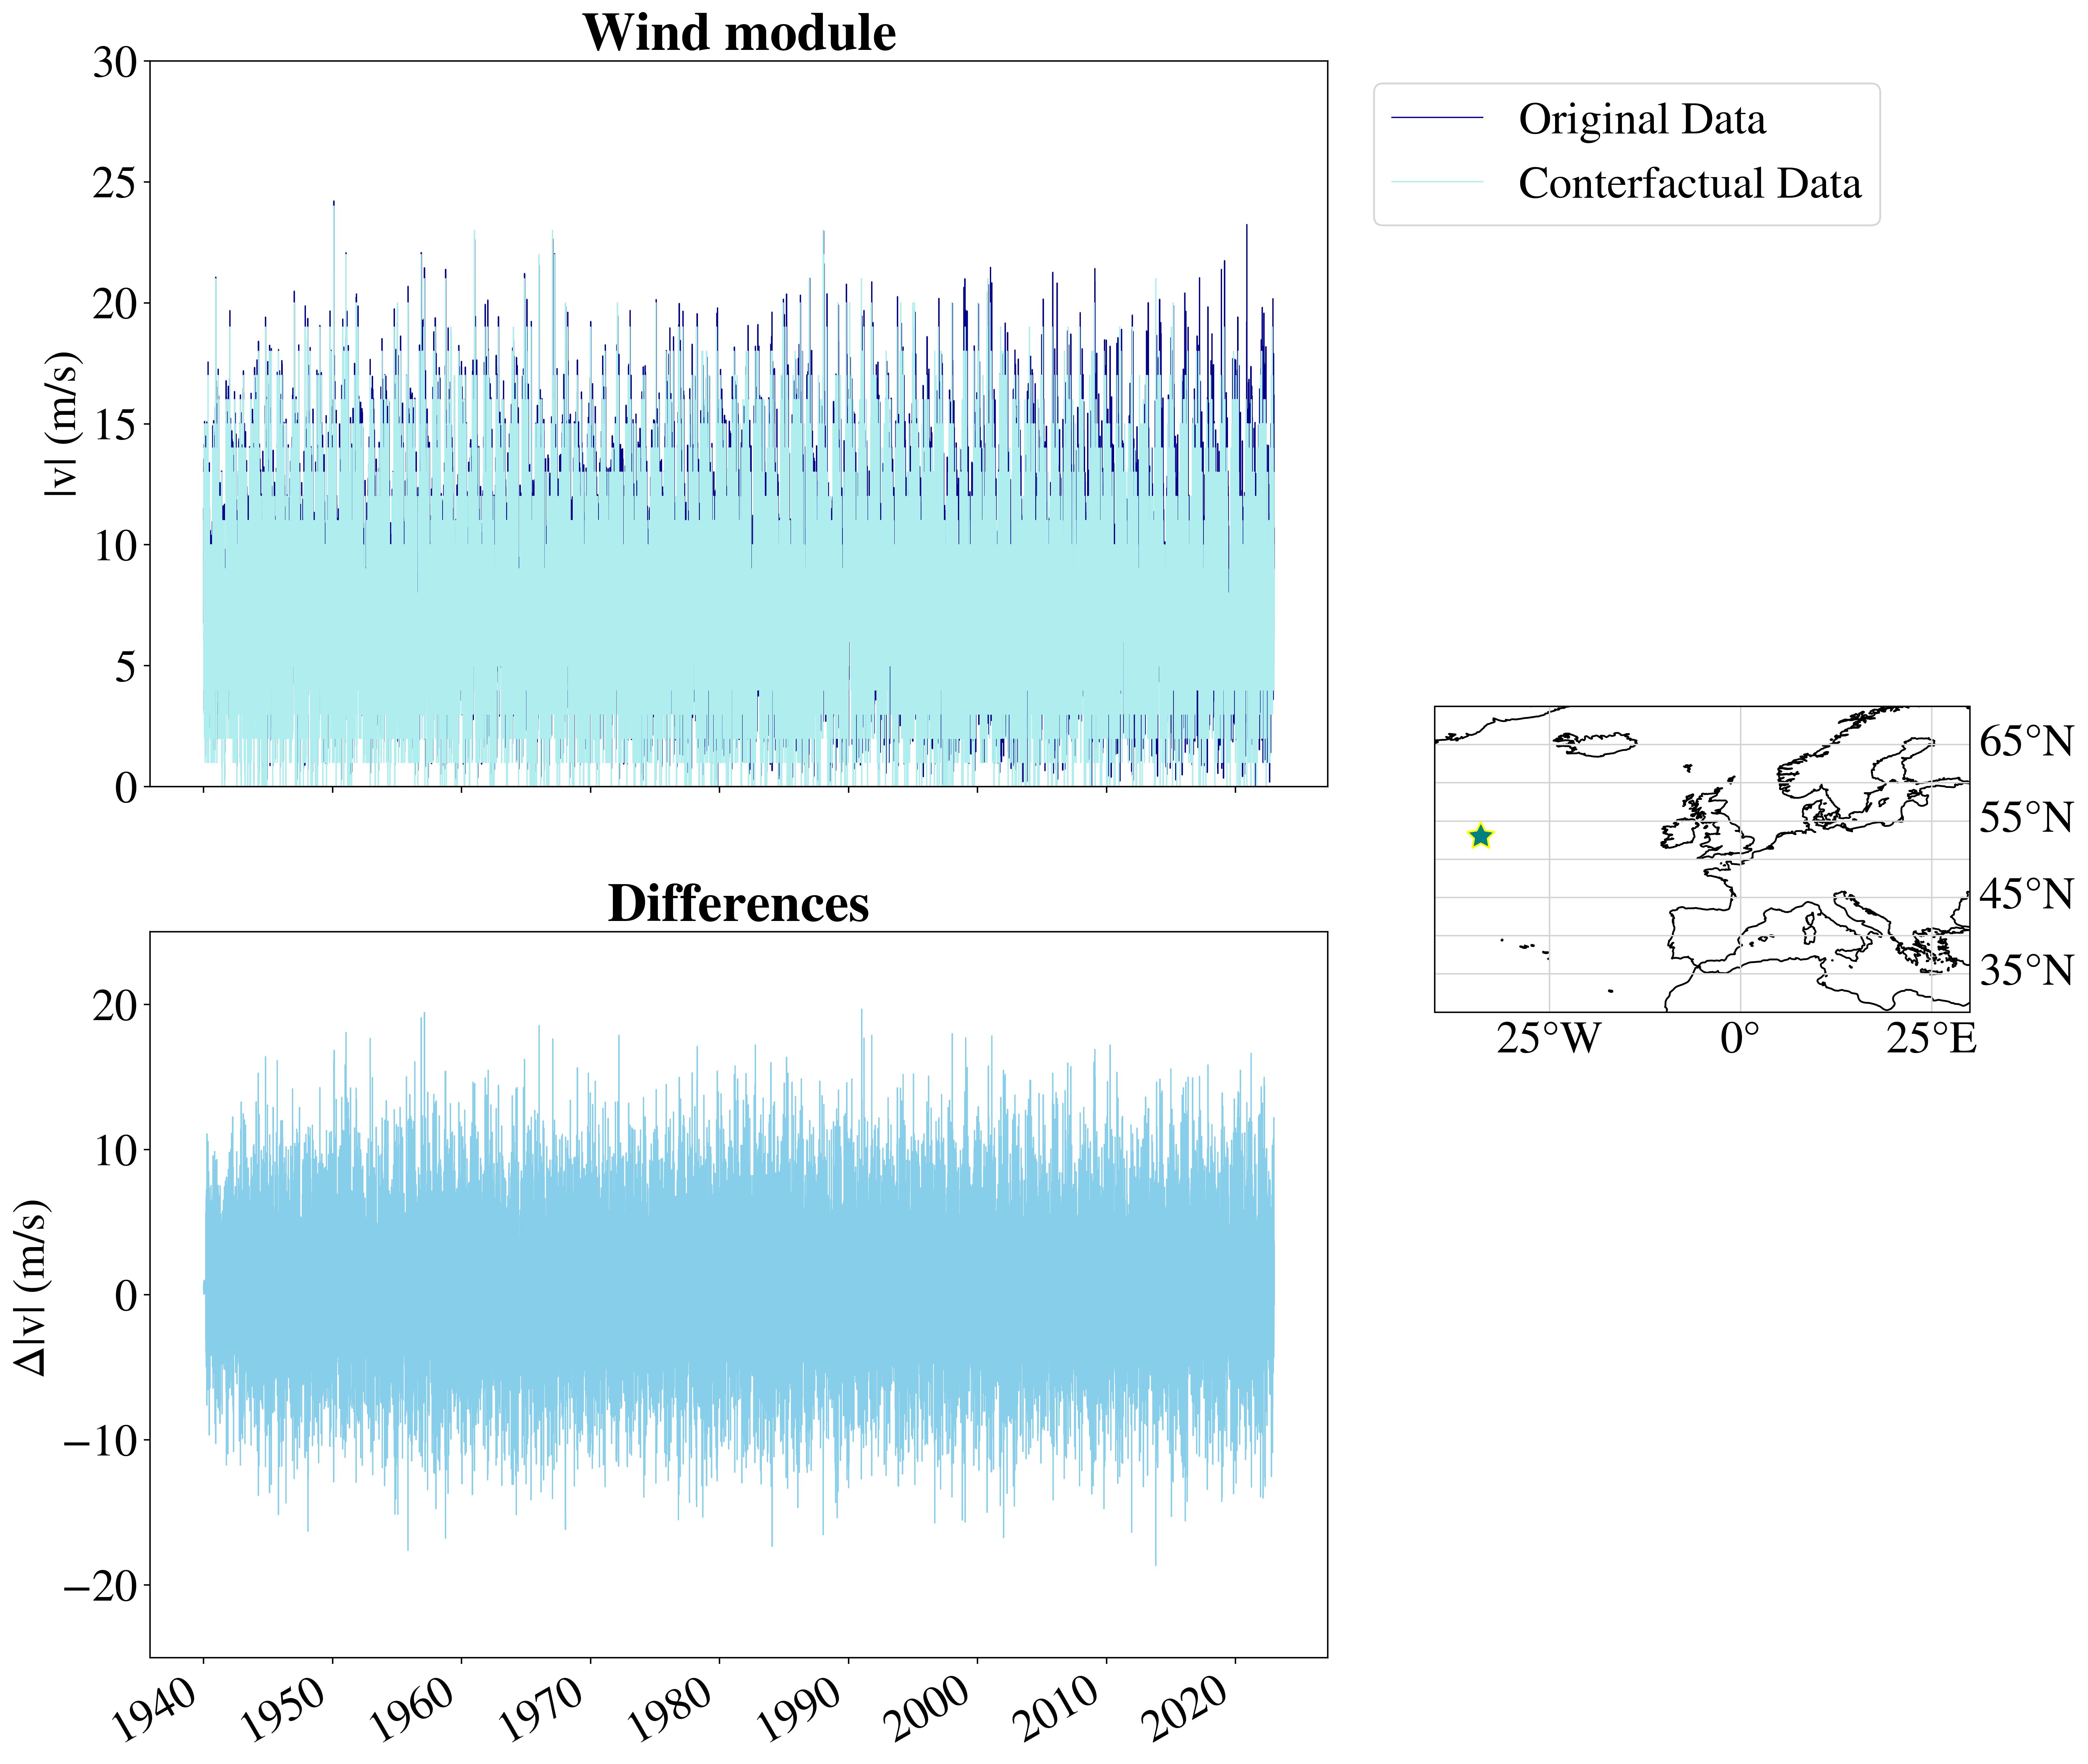 Wind module
30
25
20
15
10
5
0
|v| (m/s)
Original Data
Conterfactual Data
65°N
55°N
45°N
35°N
25°W 0° 25°E
Differences
20
10
0
−10
−20
Δ|v| (m/s)
1940 1950 1960 1970 1980 1990 2000 2010 2020